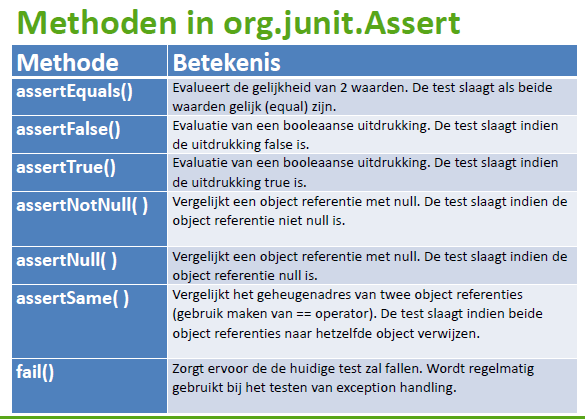 Methoden in org.junit.Assert
Methode Betekenis
assertEquals() Evalueert de gelijkheid van 2 waarden. De test slaagt als beide
waarden gelijk (equal) zijn.
assertFalse() Evaluatie van een booleaanse uitdrukking. De test slaagt indien
de uitdrukking false is.
assertTrue() Evaluatie van een booleaanse uitdrukking. De test slaagt indien
de uitdrukking true is.
assertNotNull( ) Vergelijkt een object referentie met null. De test slaagt indien de
object referentie niet null is.
assertNull( ) Vergelijkt een object referentie met null. De test slaagt indien de
object referentie null is.
assertSame( ) Vergelijkt het geheugenadres van twee object referenties
(gebruik maken van == operator). De test slaagt indien beide
object referenties naar hetzelfde object verwijzen.
fail() Zorgt ervoor de de huidige test zal fallen. Wordt regelmatig
gebruikt bij het testen van exception handling.